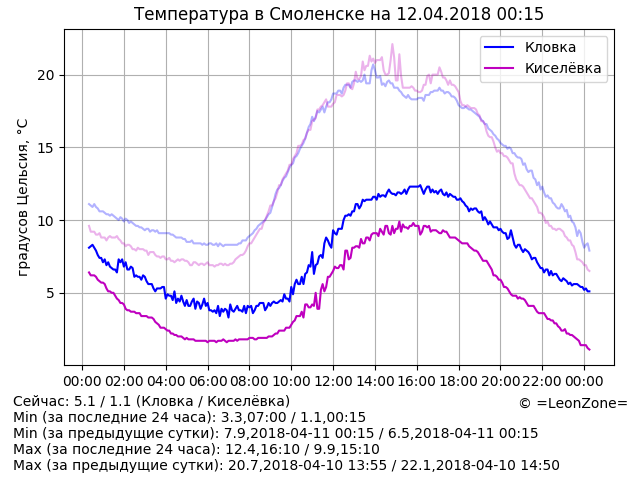 Температура в Смоленске на 12.04.2018 00:15
Кловка
Киселёвка
градусов Цельсия, °C
20
15
10
5
00:00 02:00 04:00 06:00 08:00 10:00 12:00 14:00 16:00 18:00 20:00 22:00 00:00
Сейчас: 5.1 / 1.1 (Кловка / Киселёвка)
© =LeonZone=
Min (за последние 24 часа): 3.3,07:00 / 1.1,00:15
Min (за предыдущие сутки): 7.9,2018-04-11 00:15 / 6.5,2018-04-11 00:15
Max (за последние 24 часа): 12.4,16:10 / 9.9,15:10
Max (за предыдущие сутки): 20.7,2018-04-10 13:55 / 22.1,2018-04-10 14:50